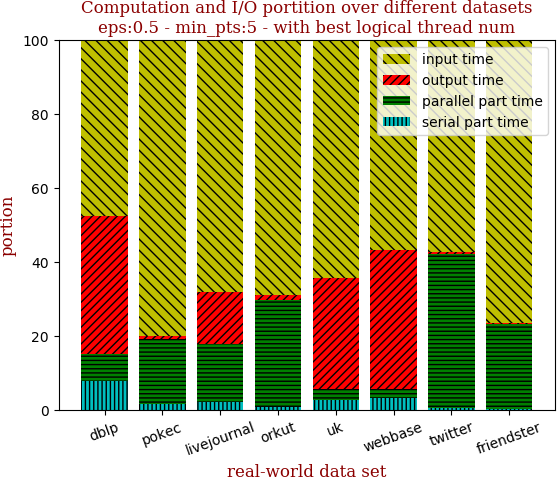 Computation and I/O partition over different datasets
eps:0.5 - min_pts:5 - with best logical thread num
100
80
60
40
20
0
portion
input time
output time
parallel part time
serial part time
dblp
pokec
livejournal
orkut
uk
webbase
twitter
friendster
real-world data set